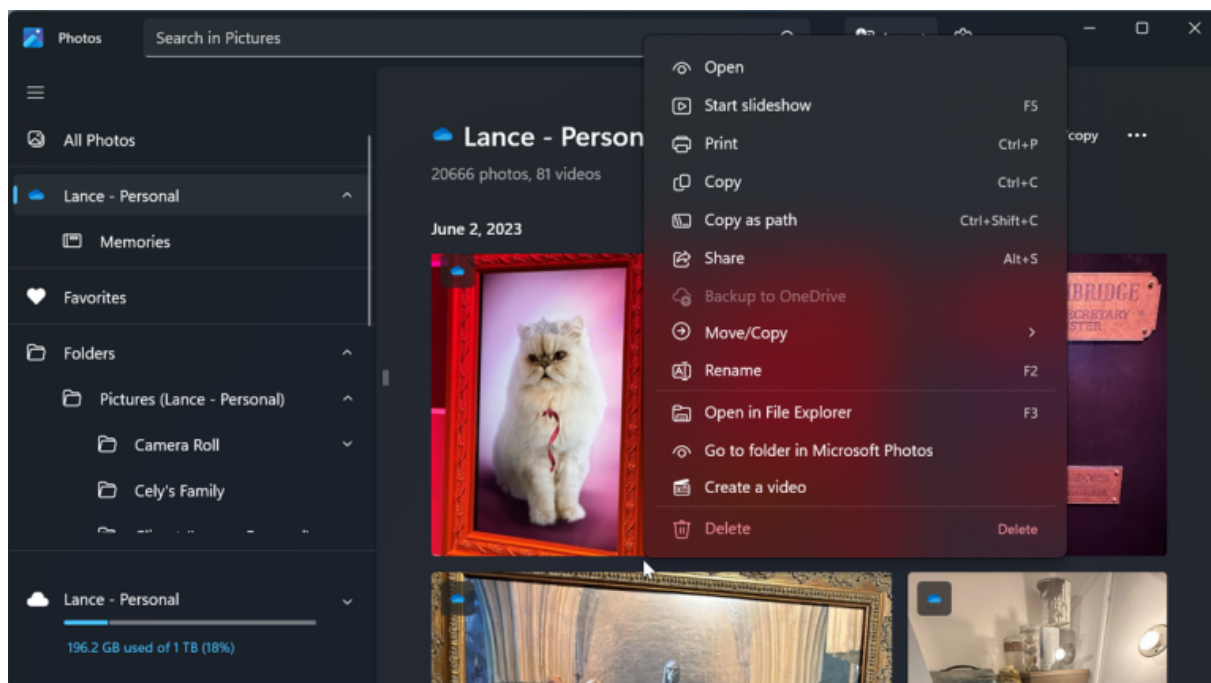 Photos
Search in Pictures
All Photos
Lance - Personal
Memories
Favorites
Folders
Pictures (Lance - Personal)
Camera Roll
Cely's Family
Lance - Personal
196.2 GB used of 1 TB (18%)
Lance - Person
copy
20666 photos, 81 videos
June 2, 2023
Open
Start slideshow F5
Print Ctrl+P
Copy Ctrl+C
Copy as path Ctrl+Shift+C
Share Alt+S
Backup to OneDrive
Move/Copy
Rename F2
Open in File Explorer F3
Go to folder in Microsoft Photos
Create a video
Delete Delete
BRIDGE
SECRETARY